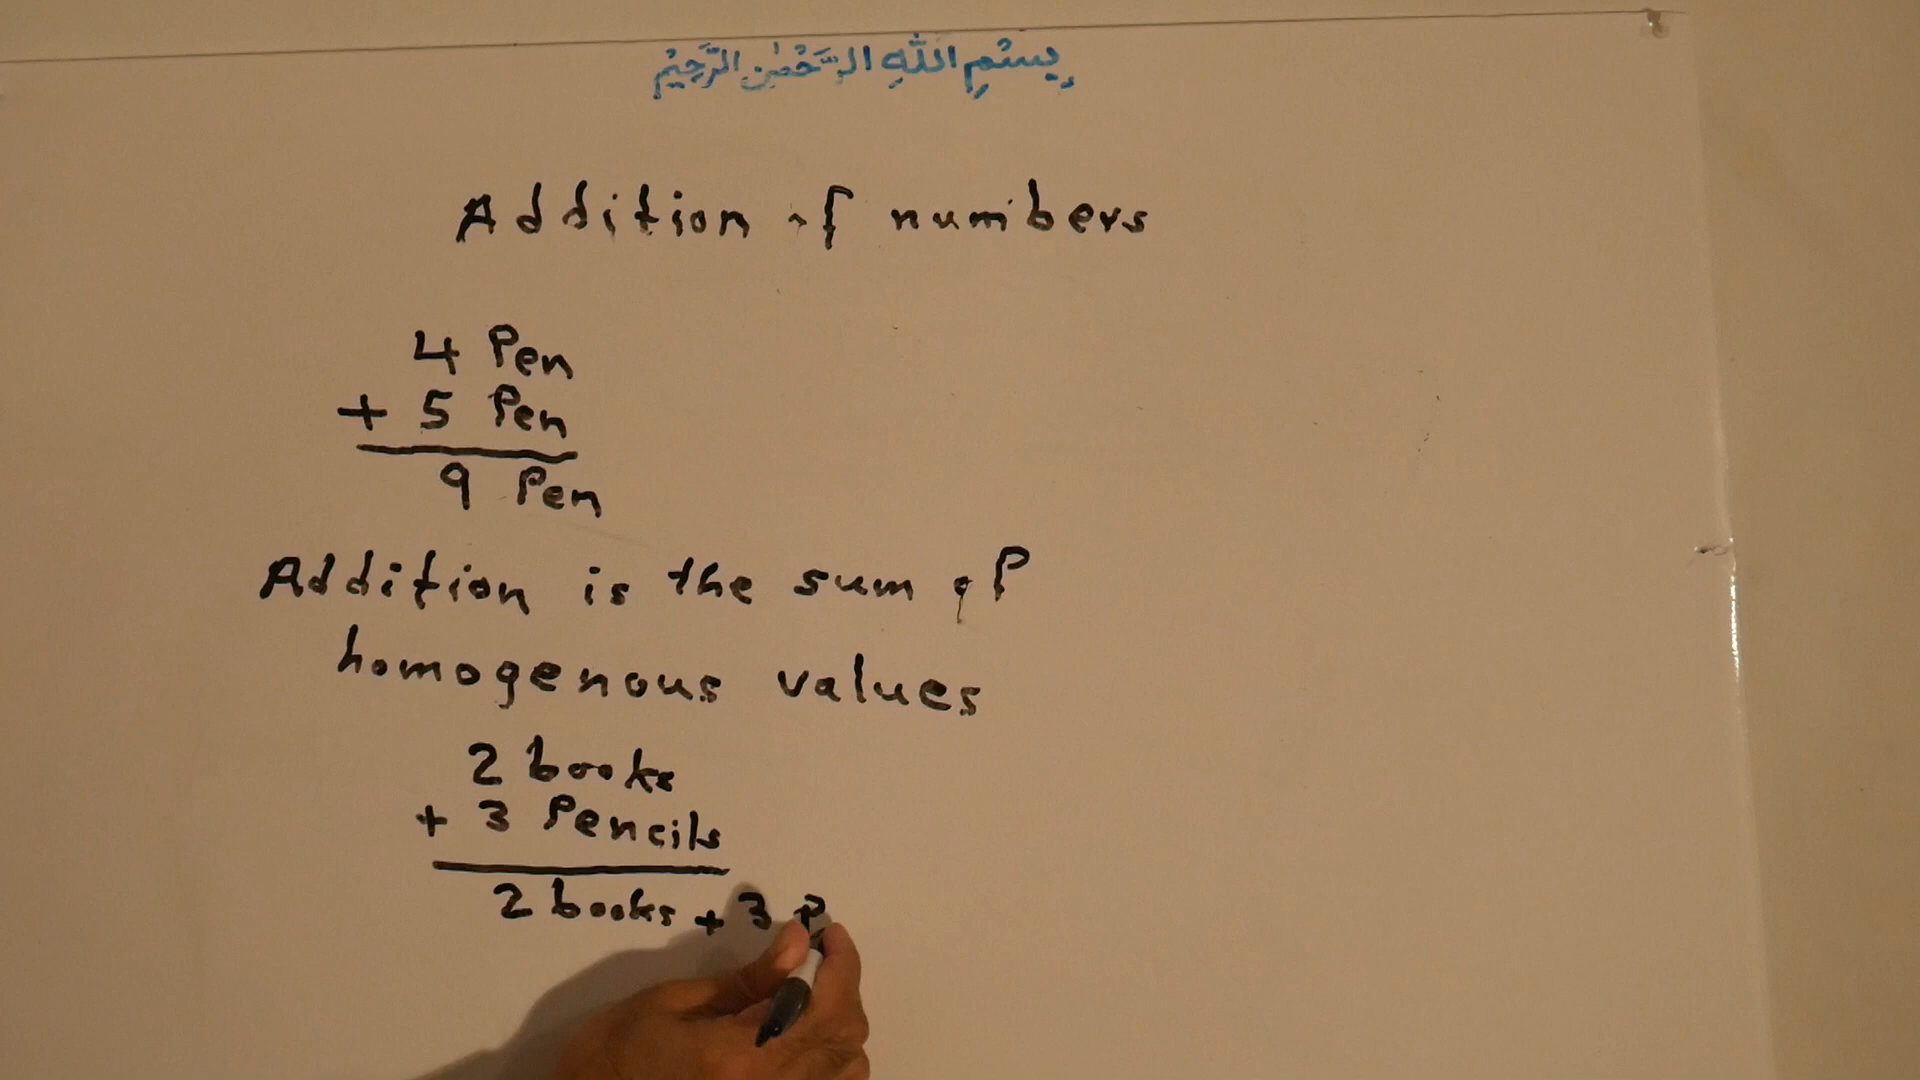 بِسْمِ اللهِ الرَّحْمٰنِ الرَّحِيْمِ
Addition of numbers
4 Pen
+ 5 Pen
9 Pen
Addition is the sum of
homogenous values
2 books
+ 3 Pencils
2 books + 3 P